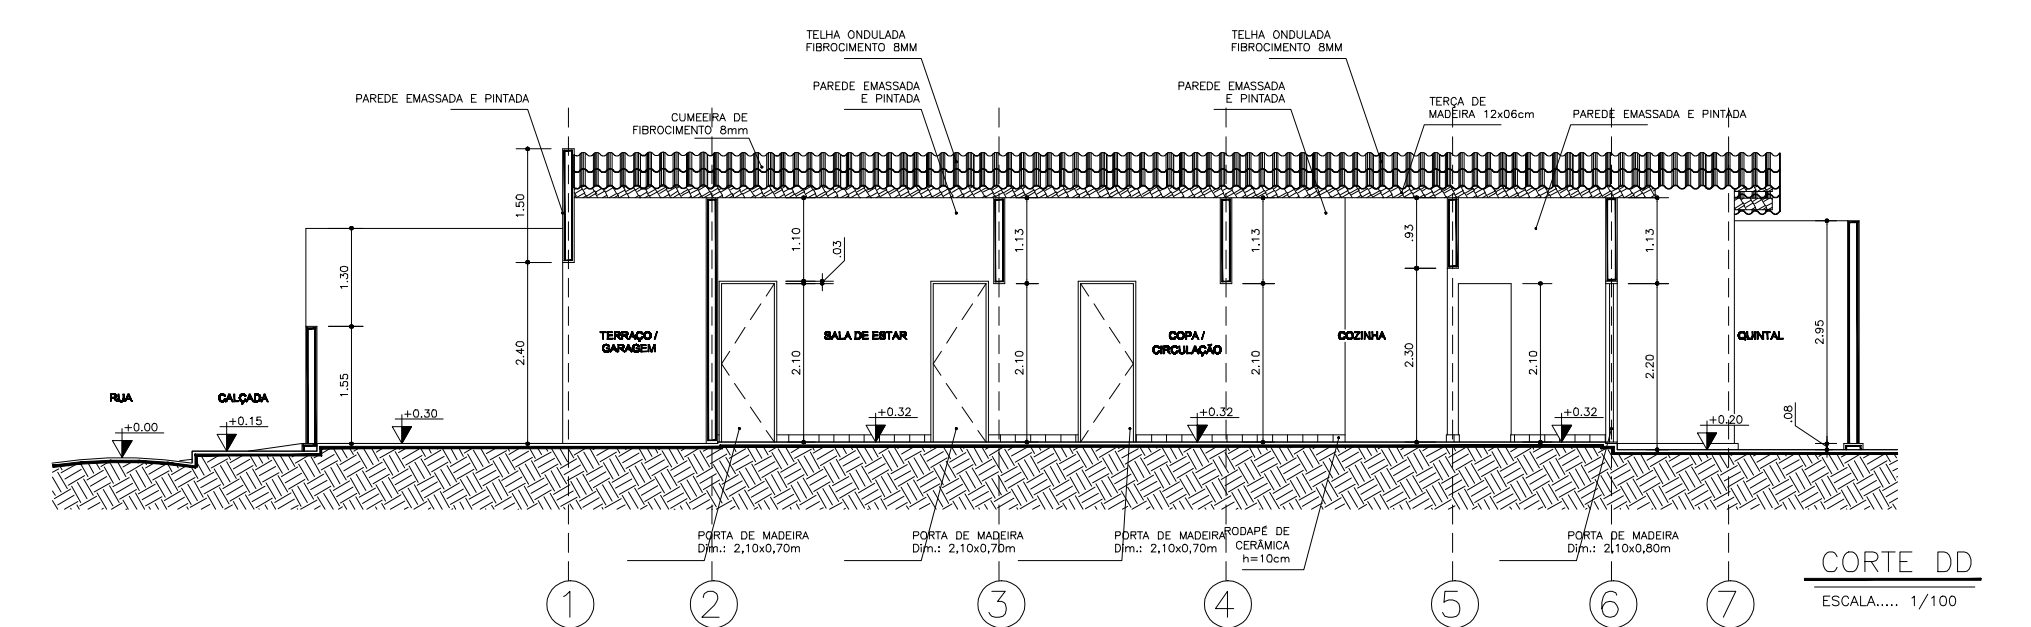 TELHA ONDULADA
FIBROCIMENTO 8MM
TELHA ONDULADA
FIBROCIMENTO 8MM
PAREDE EMASSADA E PINTADA
PAREDE EMASSADA
E PINTADA
PAREDE EMASSADA
E PINTADA
TERÇA DE
MADEIRA 12x06cm
PAREDE EMASSADA E PINTADA
CUMEEIRA DE
FIBROCIMENTO 8mm
1.50
1.30
1.10
.03
1.13
1.13
.93
1.13
2.40
1.55
2.10
2.10
2.10
2.30
2.10
2.20
2.95
.08
TERRAÇO /
GARAGEM
SALA DE ESTAR
COPA /
CIRCULAÇÃO
COZINHA
QUINTAL
RUA
CALÇADA
+0.00
+0.15
+0.30
+0.32
+0.32
+0.32
+0.20
PORTA DE MADEIRA
Dim.: 2,10x0,70m
PORTA DE MADEIRA
Dim.: 2,10x0,70m
PORTA DE MADEIRA
Dim.: 2,10x0,70m
RODAPÉ DE
CERÂMICA
h=10cm
PORTA DE MADEIRA
Dim.: 2,10x0,80m
1
2
3
4
5
6
7
CORTE DD
ESCALA..... 1/100